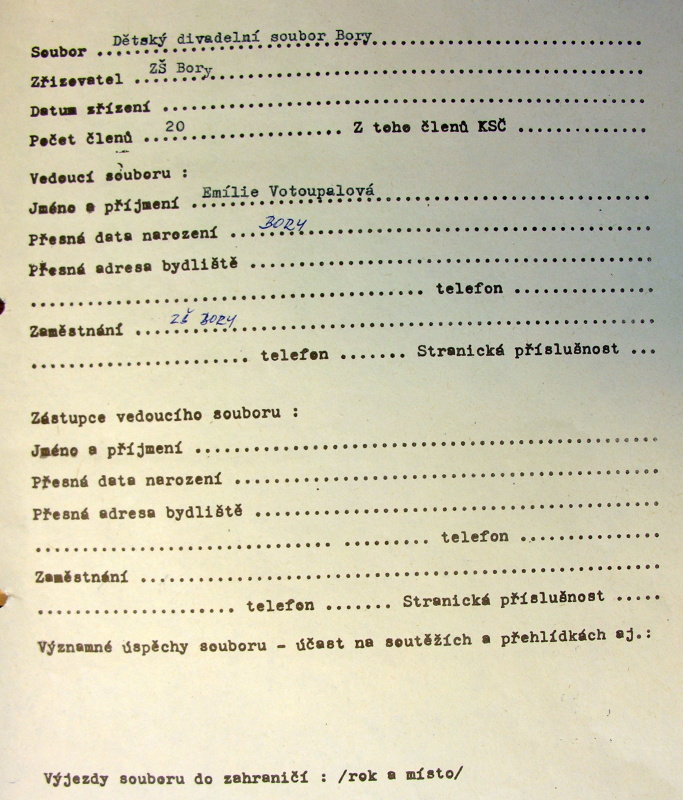 Soubor Dětský divadelní soubor Bory
Zřizovatel ZŠ Bory
Datum zřízení
Počet členů 20 Z toho členů KSČ
Vedoucí souboru :
Jméno a příjmení Emílie Votoupalová
Přesná data narození BORY
Přesná adresa bydliště
telefon
Zaměstnání ZŠ BORY
telefon Stranická příslušnost
Zástupce vedoucího souboru :
Jméno a příjmení
Přesná data narození
Přesná adresa bydliště
telefon
Zaměstnání
telefon Stranická příslušnost
Významné úspěchy souboru - účast na soutěžích a přehlídkách aj.:
Výjezdy souboru do zahraničí : /rok a místo/